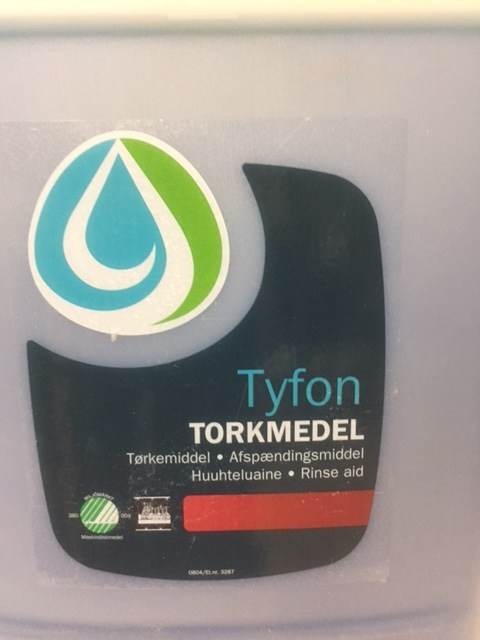 Tyfon
TORKMEDEL
Tørkemiddel • Afspændingsmiddel
Huuhteluaine • Rinse aid